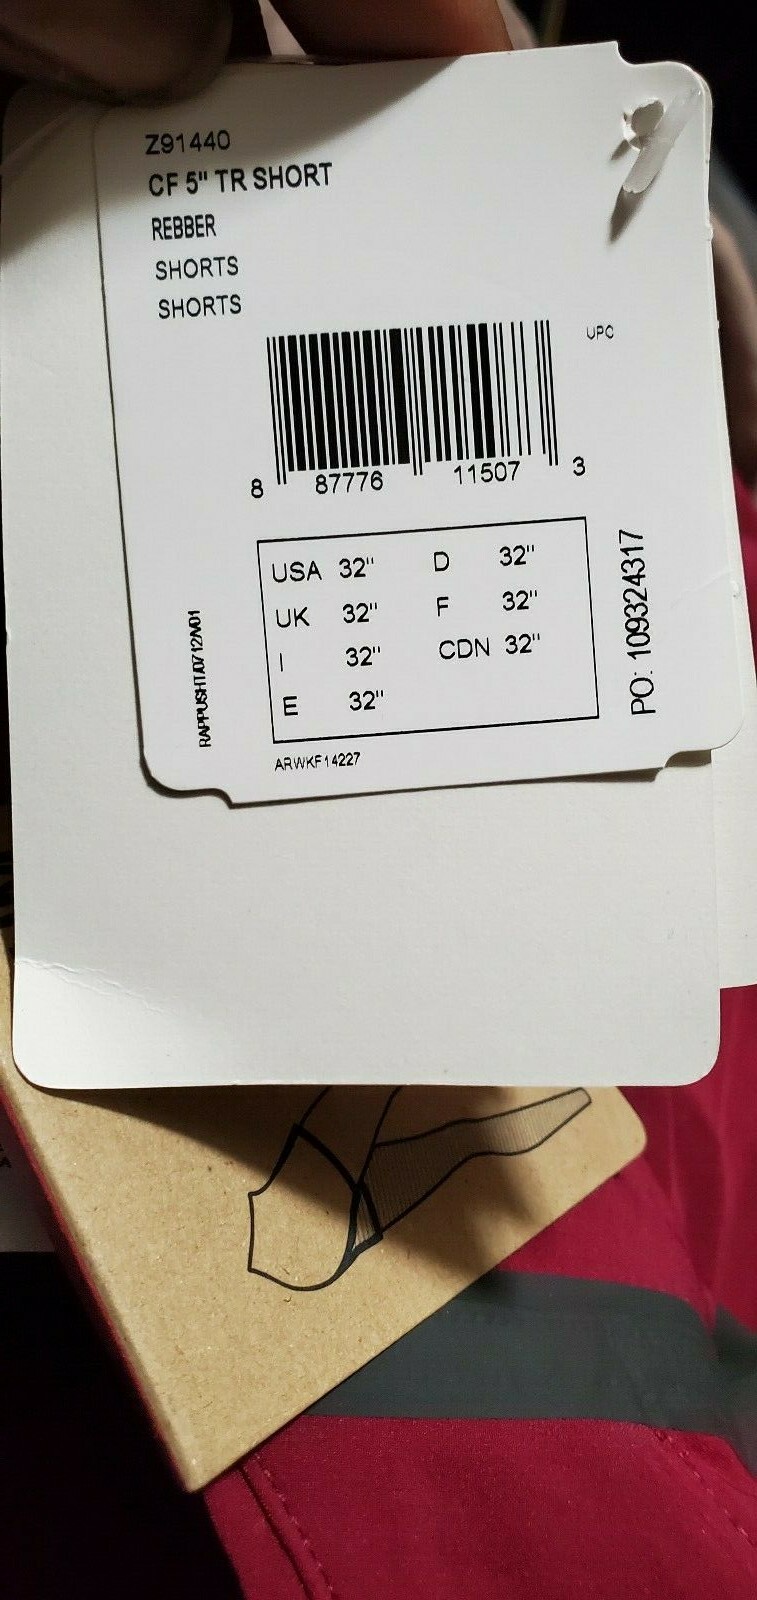 Z91440
CF 5" TR SHORT
REBBER
SHORTS
SHORTS
UPC
8 87776 11507 3
USA 32" D 32"
UK 32" F 32"
I 32" CDN 32"
E 32"
ARWKF14227
PO: 109324317